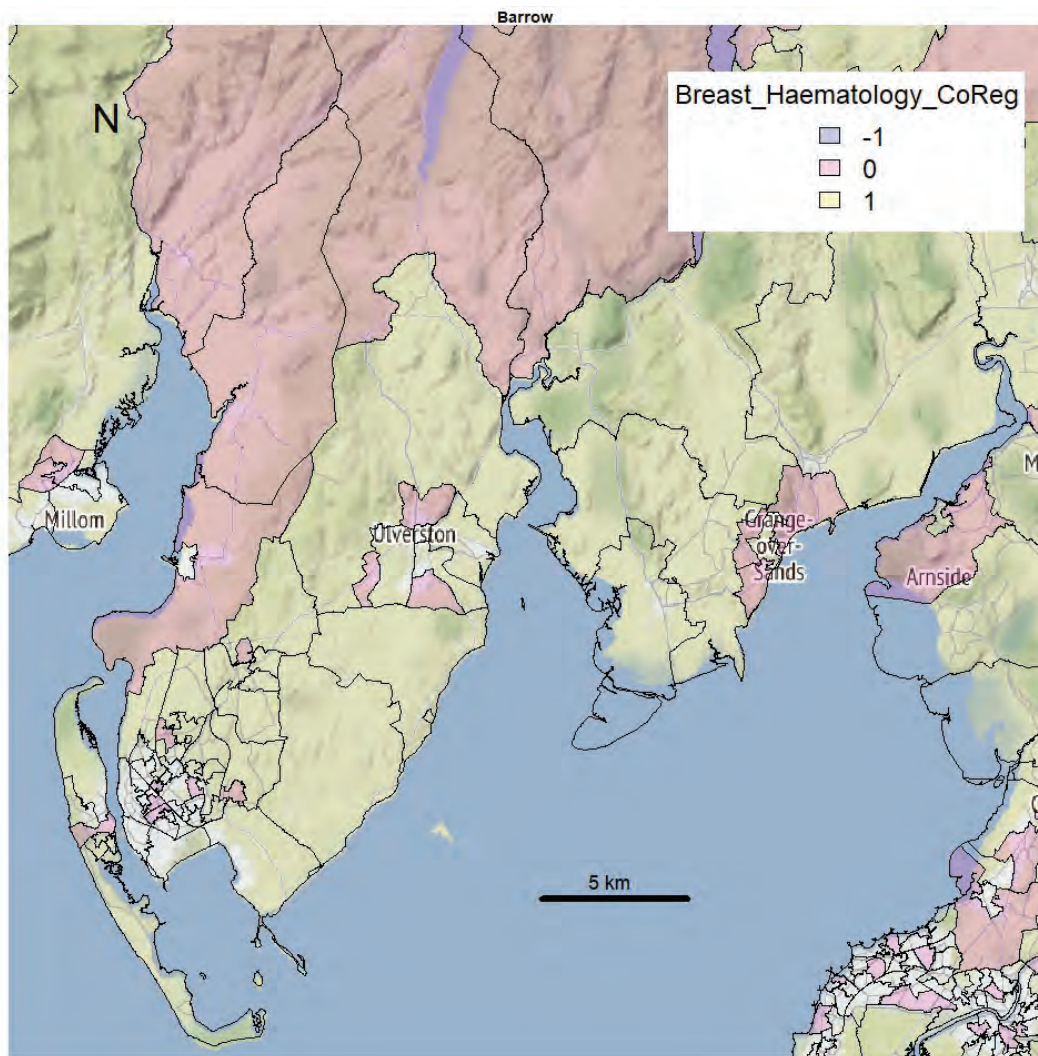 Barrow
N
Breast_Haematology_CoReg
-1
0
1
Millom
Ulverston
Grange-
over-
Sands
Arnside
M
5 km